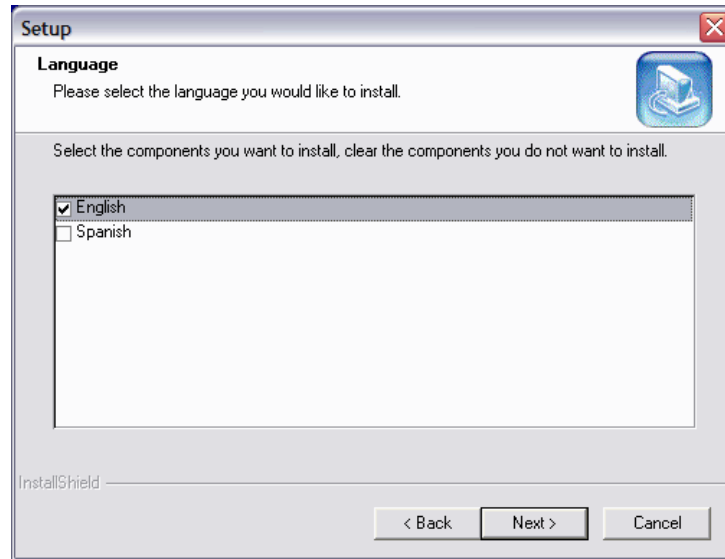 Setup
Language
Please select the language you would like to install.
Select the components you want to install, clear the components you do not want to install.
English
Spanish
InstallShield
< Back Next > Cancel